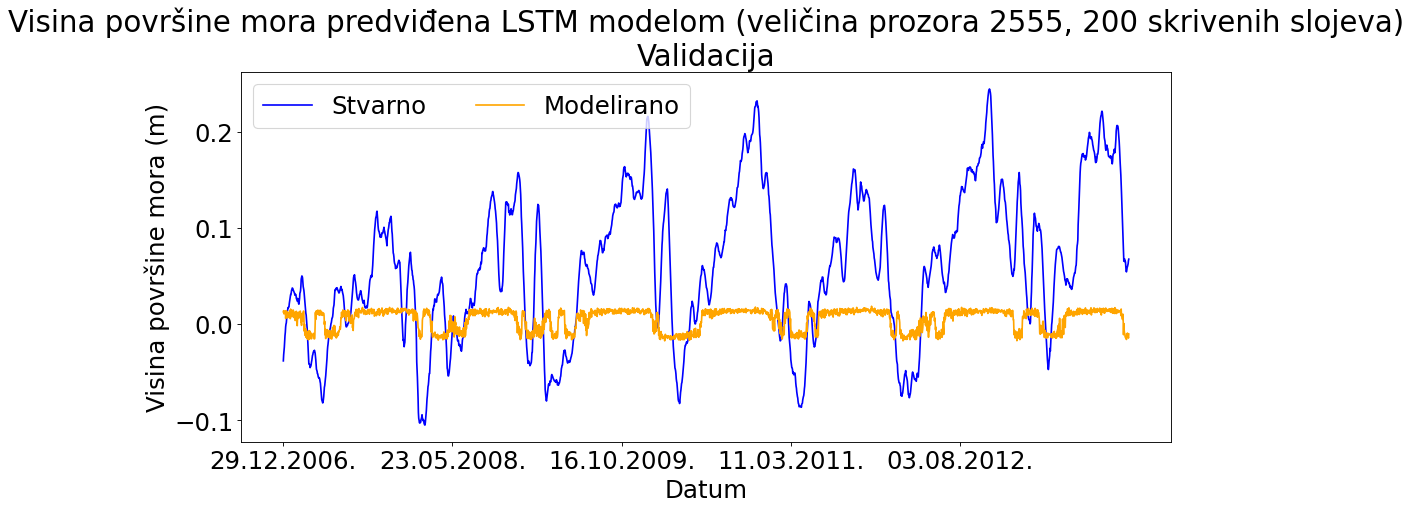 Visina površine mora predviđena LSTM modelom (veličina prozora 2555, 200 skrivenih slojeva)
Validacija
Stvarno Modelirano
Visina površine mora (m)
0.2
0.1
0.0
−0.1
29.12.2006. 23.05.2008. 16.10.2009. 11.03.2011. 03.08.2012.
Datum